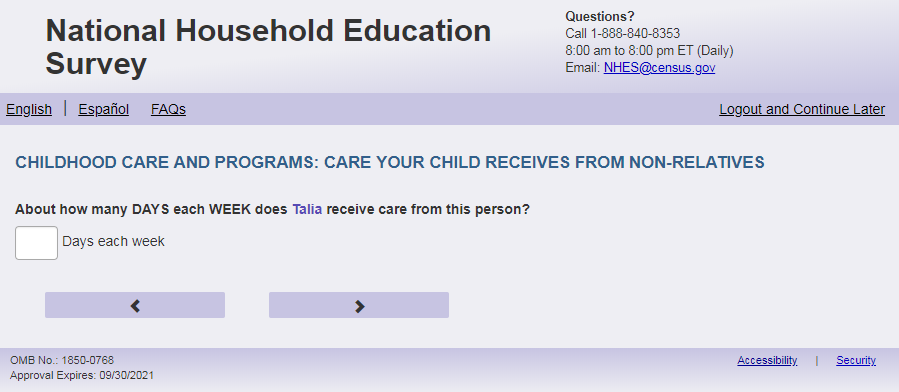 National Household Education
Survey
Questions?
Call 1-888-840-8353
8:00 am to 8:00 pm ET (Daily)
Email: NHES@census.gov
English | Español FAQs
Logout and Continue Later
CHILDHOOD CARE AND PROGRAMS: CARE YOUR CHILD RECEIVES FROM NON-RELATIVES
About how many DAYS each WEEK does Talia receive care from this person?
Days each week
OMB No.: 1850-0768
Approval Expires: 09/30/2021
Accessibility | Security